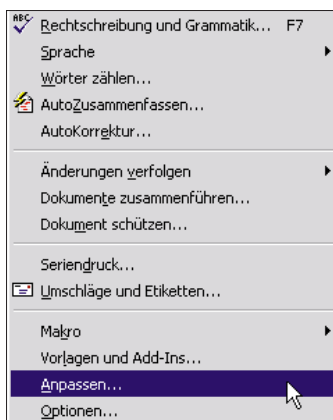 ABC Rechtschreibung und Grammatik... F7
Sprache
Wörter zählen...
AutoZusammenfassen...
AutoKorrektur...
Änderungen verfolgen
Dokumente zusammenführen...
Dokument schützen...
Seriendruck...
Umschläge und Etiketten...
Makro
Vorlagen und Add-Ins...
Anpassen...
Optionen...